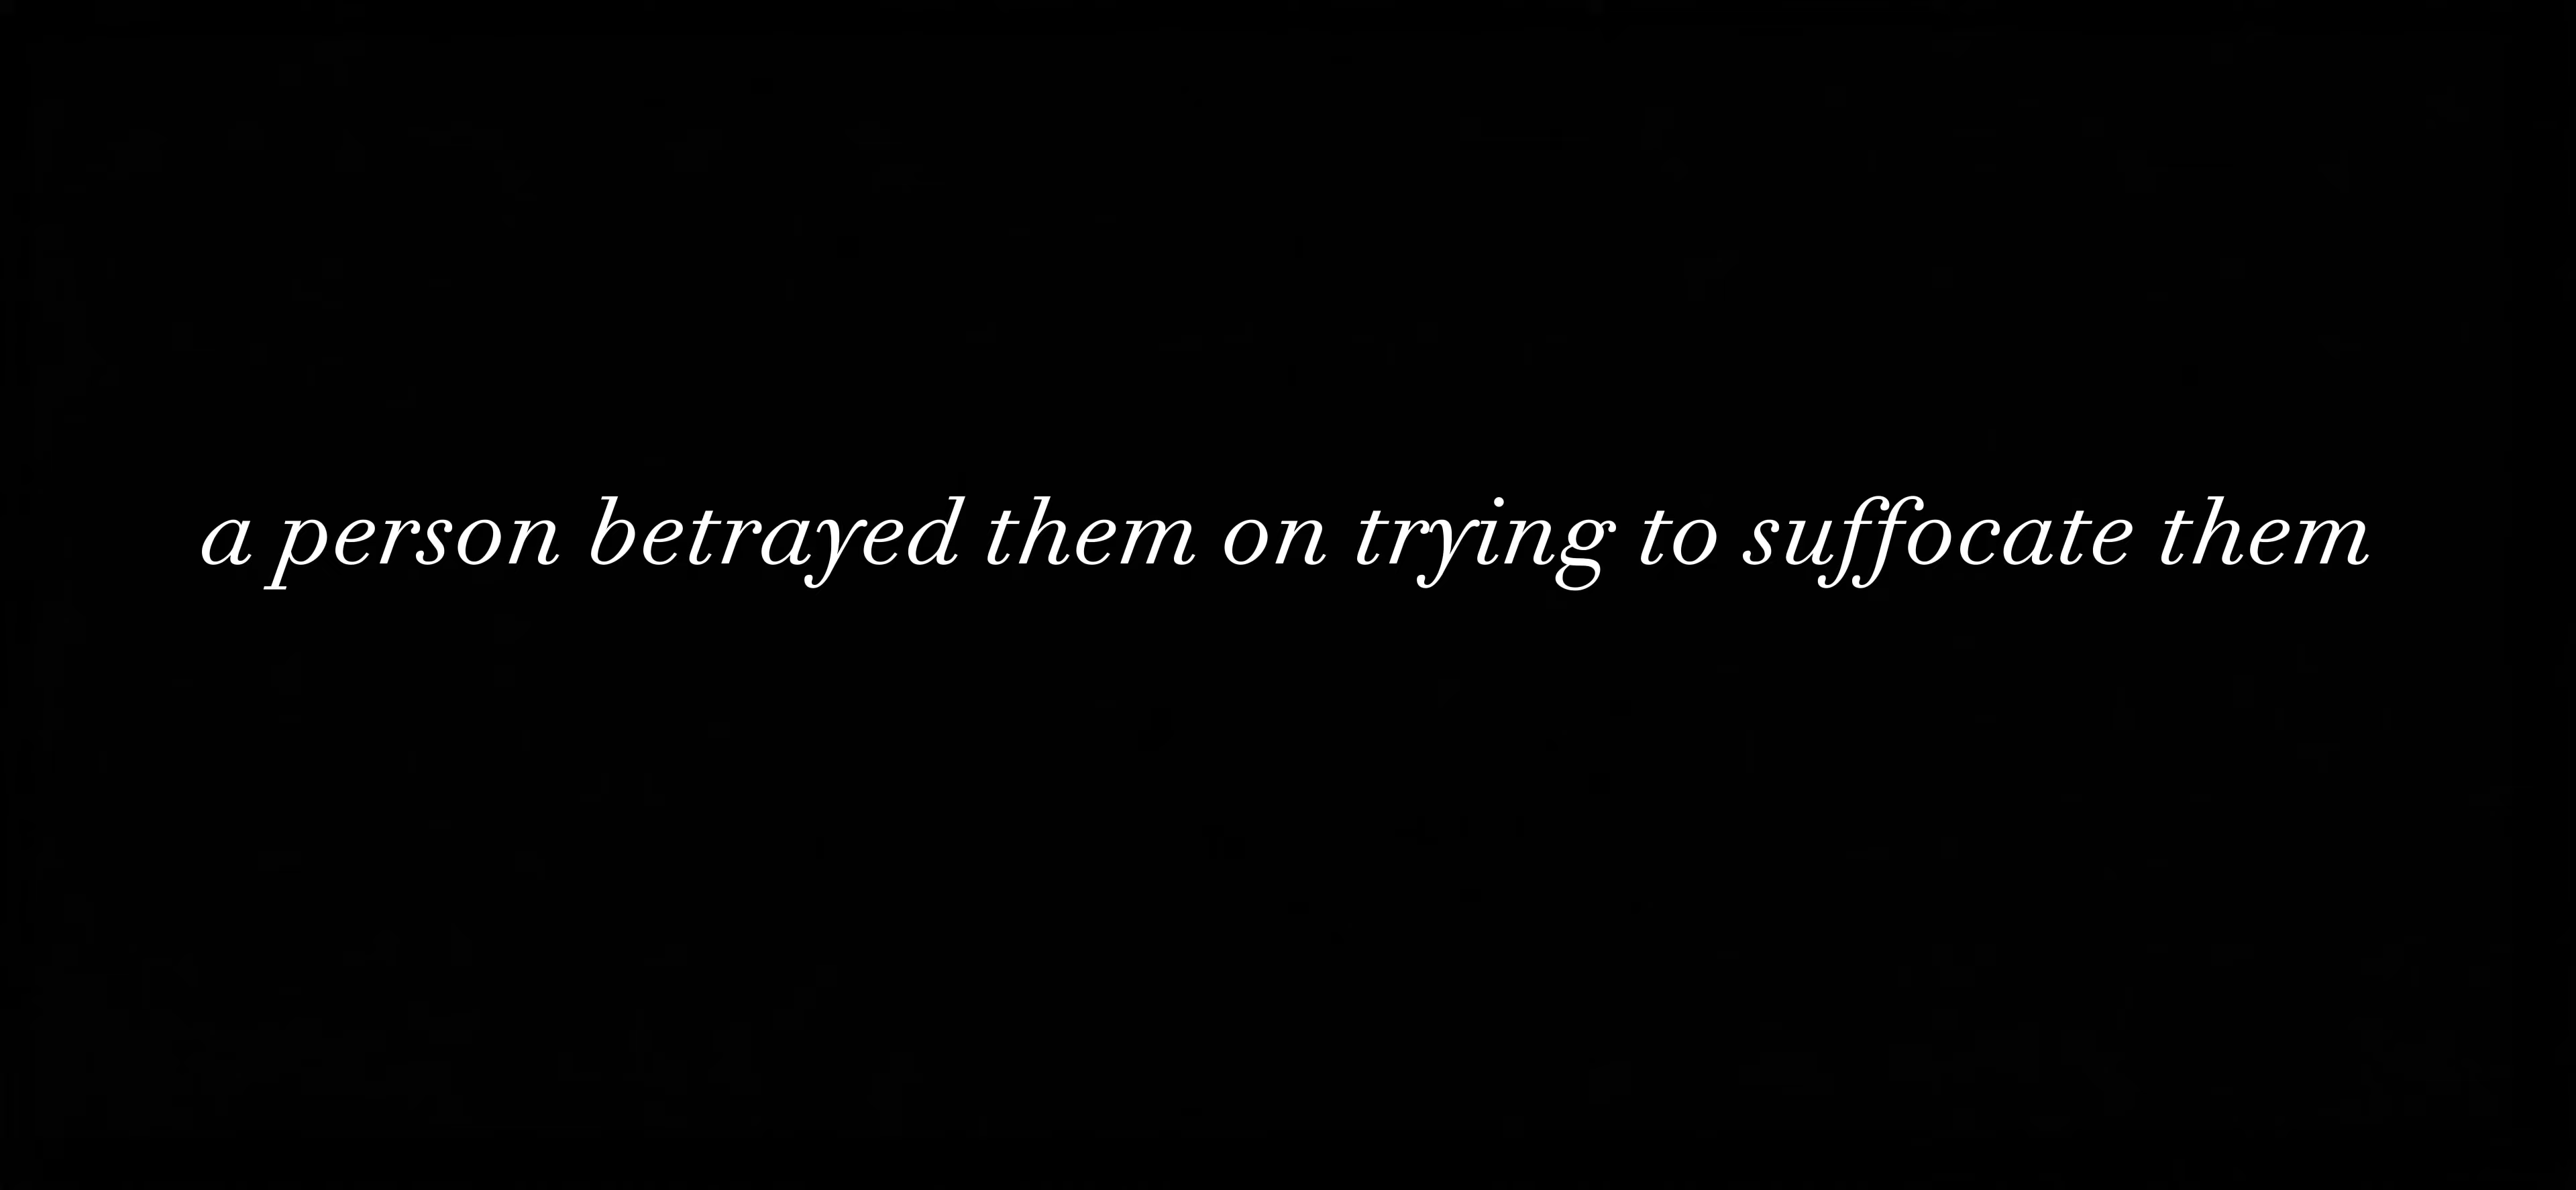 a person betrayed them on trying to suffocate them